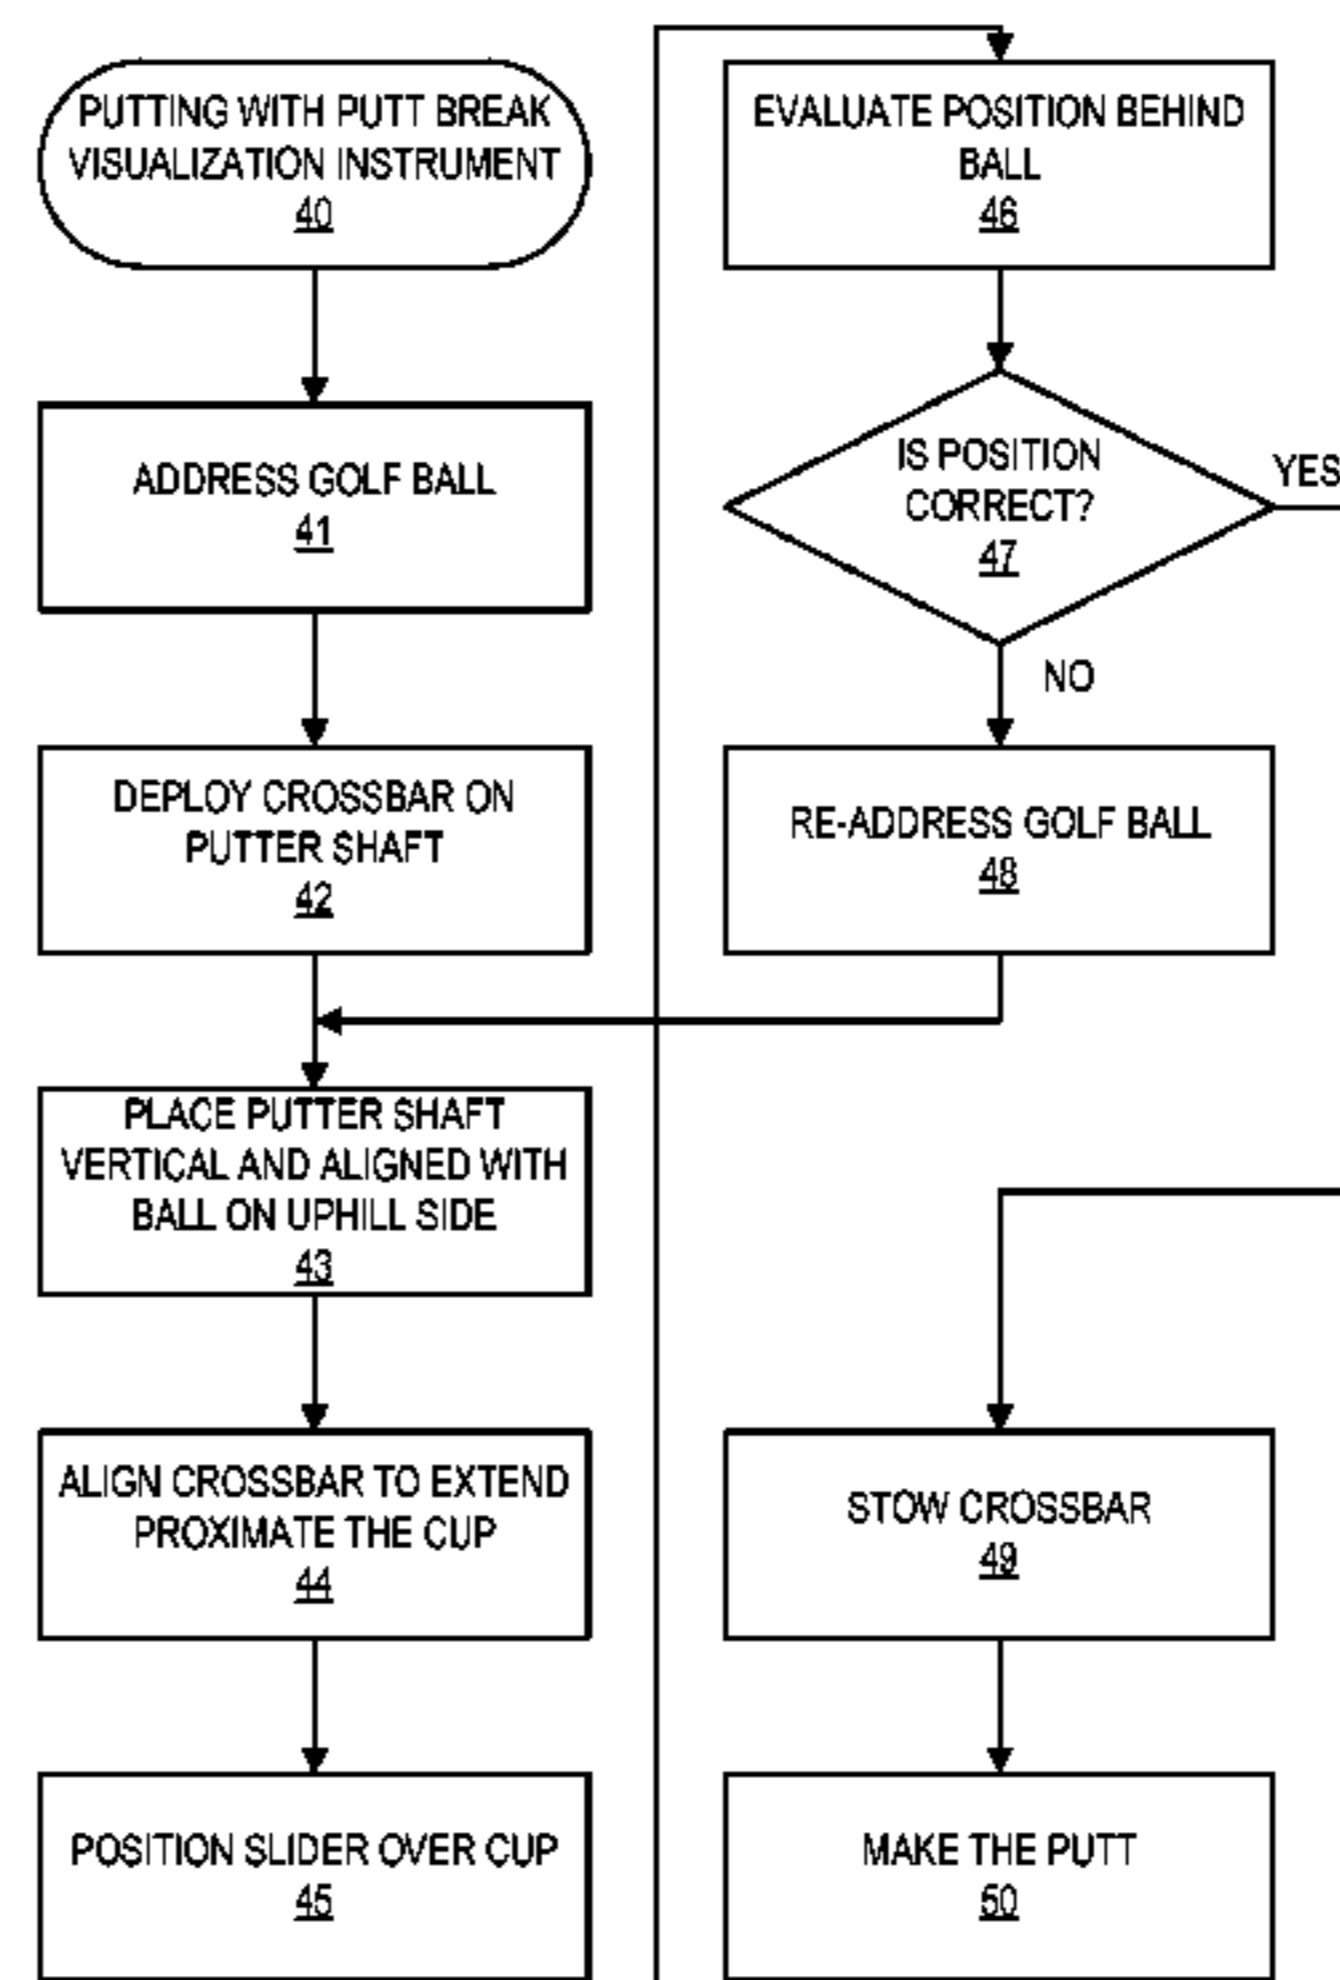 PUTTING WITH PUTT BREAK
VISUALIZATION INSTRUMENT
40
ADDRESS GOLF BALL
41
DEPLOY CROSSBAR ON
PUTTER SHAFT
42
PLACE PUTTER SHAFT
VERTICAL AND ALIGNED WITH
BALL ON UPHILL SIDE
43
ALIGN CROSSBAR TO EXTEND
PROXIMATE THE CUP
44
POSITION SLIDER OVER CUP
45
EVALUATE POSITION BEHIND
BALL
46
IS POSITION
CORRECT?
47
YES
NO
RE-ADDRESS GOLF BALL
48
STOW CROSSBAR
49
MAKE THE PUTT
50